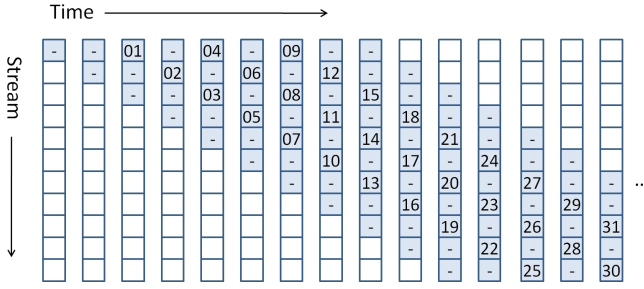 Time
Stream
- - 01 - 04 - 09 - -
- - 02 - 06 - 12 - -
- - 03 - 08 - 15 - -
- - 05 - 11 - 18 - -
- - 07 - 14 - 21 - -
- - 10 - 17 - 24 - -
- - 13 - 20 - 27 - - ..
- - 16 - 23 - 29 -
- - 19 - 26 - 31
- - 22 - 28 -
- - 25 - 30